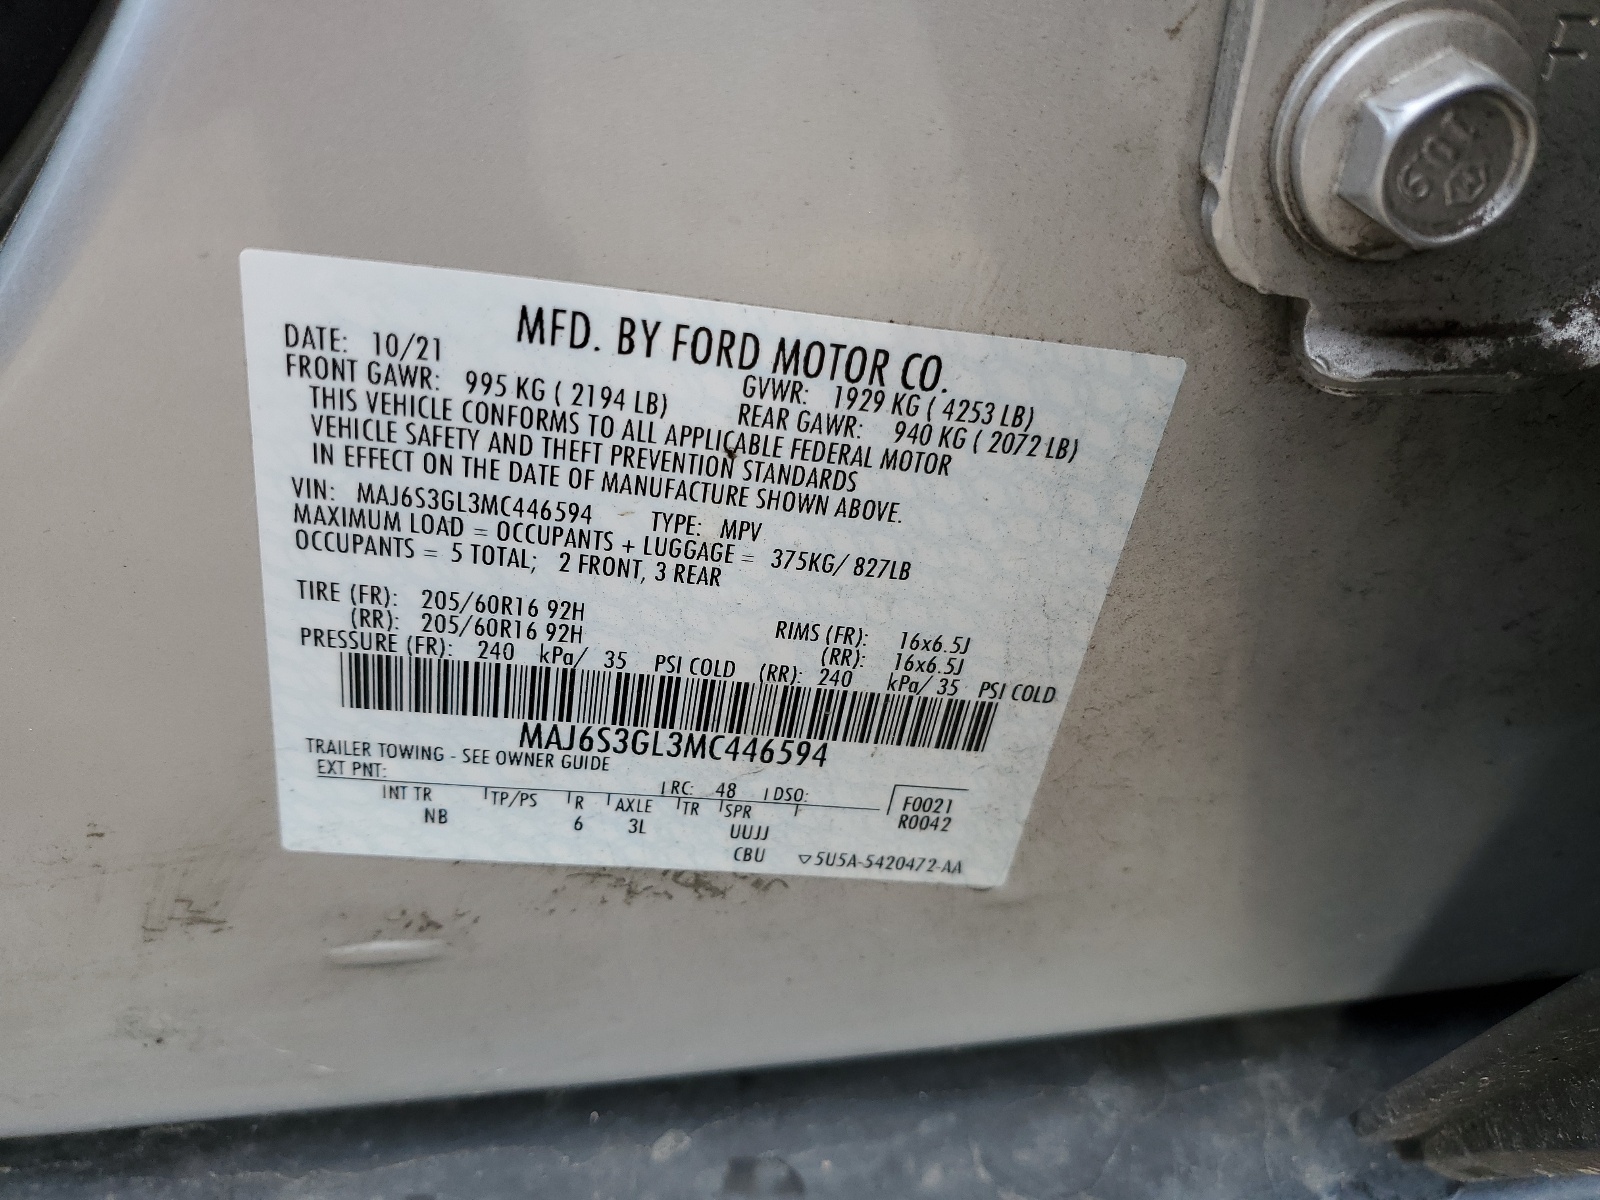 MFD. BY FORD MOTOR CO.
DATE: 10/21 GVWR: 1929 KG ( 4253 LB)
FRONT GAWR: 995 KG ( 2194 LB) REAR GAWR: 940 KG ( 2072 LB)
THIS VEHICLE CONFORMS TO ALL APPLICABLE FEDERAL MOTOR
VEHICLE SAFETY AND THEFT PREVENTION STANDARDS
IN EFFECT ON THE DATE OF MANUFACTURE SHOWN ABOVE.
VIN: MAJ6S3GL3MC446594 TYPE: MPV
MAXIMUM LOAD = OCCUPANTS + LUGGAGE = 375KG/ 827LB
OCCUPANTS = 5 TOTAL; 2 FRONT, 3 REAR
TIRE (FR): 205/60R16 92H RIMS (FR): 16x6.5J
(RR): 205/60R16 92H (RR): 16x6.5J
PRESSURE (FR): 240 kPa/ 35 PSI COLD (RR): 240 kPa/ 35 PSI COLD
MAJ6S3GL3MC446594
TRAILER TOWING - SEE OWNER GUIDE
EXT PNT: RC: 48 DSO: F0021
INT TR TP/PS R AXLE TR SPR R0042
NB 6 3L UUJJ
CBU 5U5A-5420472-AA
10.9